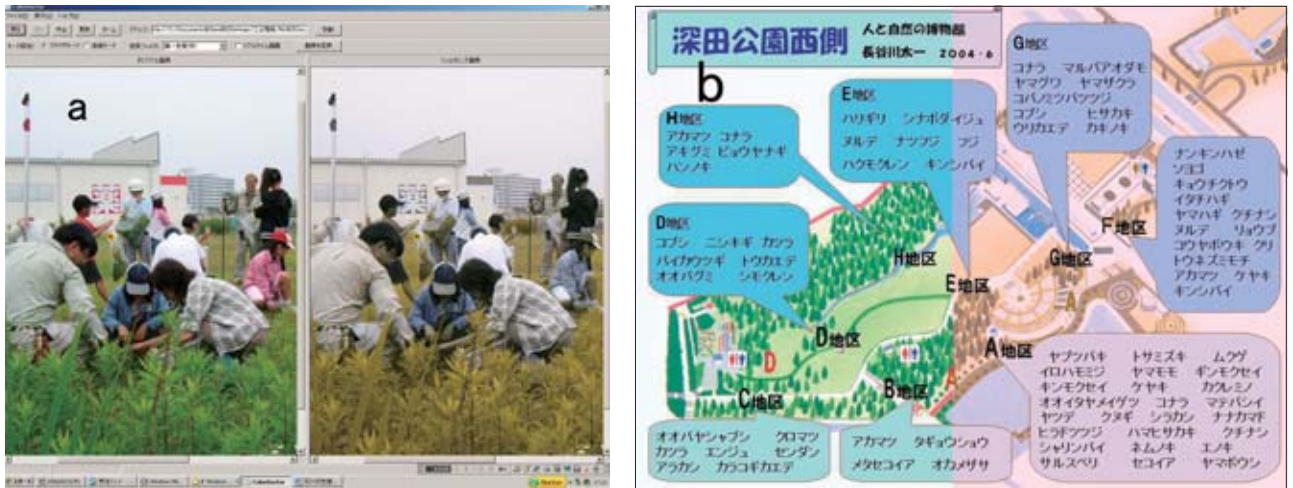 a
b
深田公園西側
人と自然の博物館
長谷川太一 2004・6
G地区
コナラ マルバアオダモ
ヤマグワ ヤマザクラ
コバノミツバツツジ
コブシ ヒサカキ
ウリカエデ カキノキ
E地区
ハリギリ シナボダイジュ
ヌルデ ナツフジ フジ
ハクモクレン キンシバイ
H地区
アカマツ コナラ
アキグミ ビョウヤナギ
ハンノキ
ナンキンハゼ
ソヨゴ
キョウチクトウ
イタチハギ
ヤマハギ クチナシ
ヌルデ リョウブ
コウヤボウキ クリ
トウネズミモチ
アカマツ ケヤキ
キンシバイ
D地区
コブシ ニシキギ カツラ
バイカウツギ トウカエデ
オオバグミ シモクレン
F地区
G地区
H地区
E地区
A
D地区
A地区
D
C地区
B地区
A
ヤブツバキ トサミズキ ムクゲ
イロハモミジ ヤマモモ ギンモクセイ
キンモクセイ ケヤキ カクレミノ
オオイタヤメイゲツ コナラ マテバシイ
ヤツデ クヌギ シラカシ ナナカマド
ヒラドツツジ ハマヒサカキ クチナシ
シャリンバイ ネムノキ エノキ
サルスベリ セコイア ヤマボウシ
オオバヤシャブシ クロマツ
カツラ エンジュ センダン
アラカシ カラコギカエデ
アカマツ タギョウショウ
メタセコイア オカメザサ